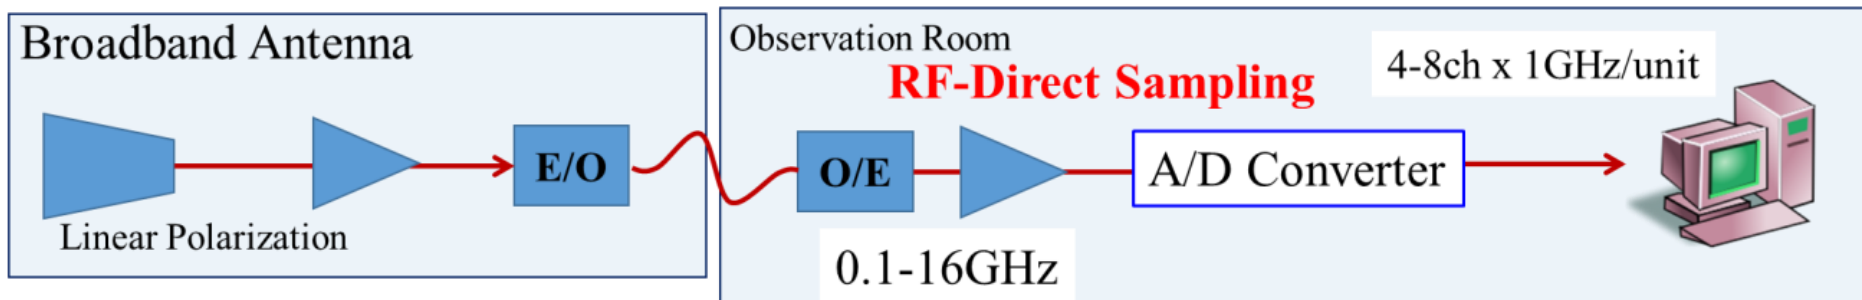 Broadband Antenna
Linear Polarization
E/O
Observation Room
RF-Direct Sampling
4-8ch x 1GHz/unit
O/E
A/D Converter
0.1-16GHz